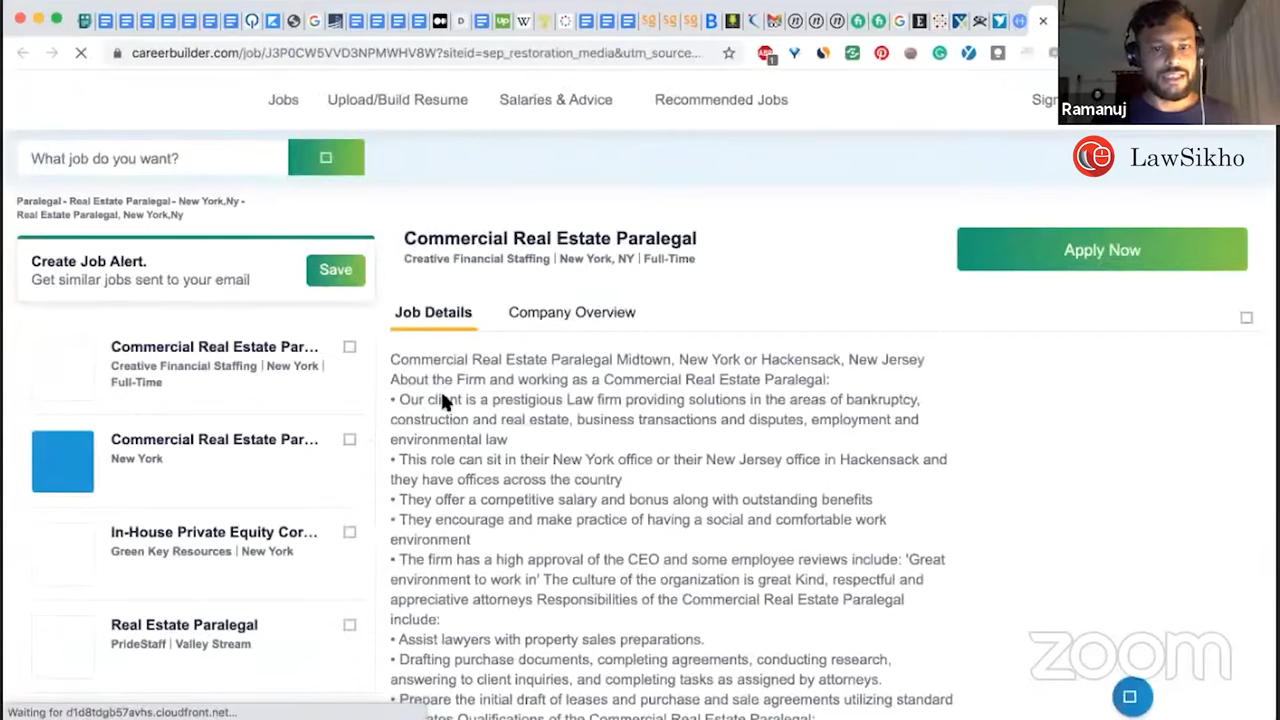 careerbuilder.com/job/J3P0CW5VVD3NPMWHV8W?siteid=sep_restoration_media&utm_source...
Ramanuj
LawSikho
Jobs
Upload/Build Resume
Salaries & Advice
Recommended Jobs
Sign
What job do you want?
Paralegal - Real Estate Paralegal - New York,Ny -
Real Estate Paralegal, New York,Ny
Create Job Alert.
Get similar jobs sent to your email
Save
Commercial Real Estate Par...
Creative Financial Staffing | New York |
Full-Time
Commercial Real Estate Par...
New York
In-House Private Equity Cor...
Green Key Resources | New York
Real Estate Paralegal
PrideStaff | Valley Stream
Commercial Real Estate Paralegal
Creative Financial Staffing | New York, NY | Full-Time
Apply Now
Job Details
Company Overview
Commercial Real Estate Paralegal Midtown, New York or Hackensack, New Jersey
About the Firm and working as a Commercial Real Estate Paralegal:
• Our client is a prestigious Law firm providing solutions in the areas of bankruptcy,
construction and real estate, business transactions and disputes, employment and
environmental law
• This role can sit in their New York office or their New Jersey office in Hackensack and
they have offices across the country
• They offer a competitive salary and bonus along with outstanding benefits
• They encourage and make practice of having a social and comfortable work
environment
• The firm has a high approval of the CEO and some employee reviews include: 'Great
environment to work in' The culture of the organization is great Kind, respectful and
appreciative attorneys Responsibilities of the Commercial Real Estate Paralegal
include:
• Assist lawyers with property sales preparations.
• Drafting purchase documents, completing agreements, conducting research,
answering to client inquiries, and completing tasks as assigned by attorneys.
• Prepare the initial draft of leases and purchase and sale agreements utilizing standard
Qualifications of the Commercial Real Estate Paralegal:
Waiting for d1d8tdgb57avhs.cloudfront.net...
zoom